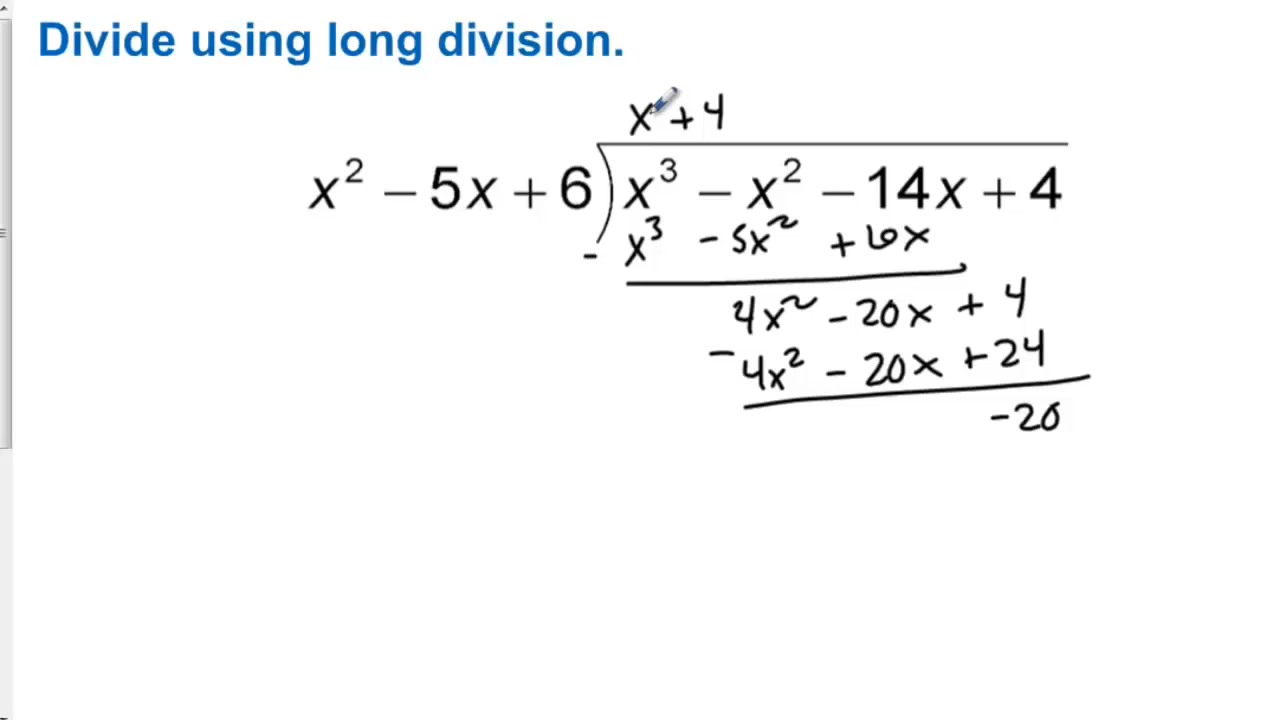 Divide using long division.
x + 4
x² − 5x + 6 x³ − x² − 14x + 4
- x³ - 5x² + 6x
4x² - 20x + 4
- 4x² - 20x + 24
-20